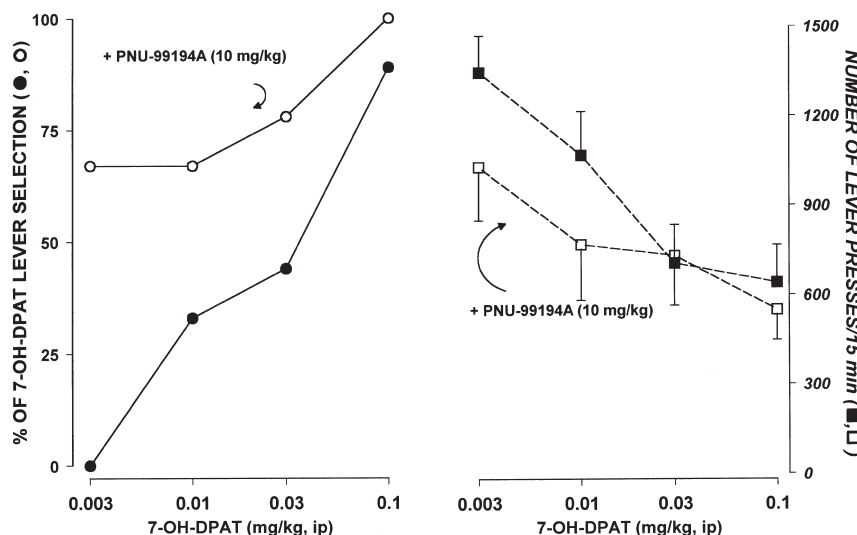 % OF 7-OH-DPAT LEVER SELECTION (●, O)
100
75
50
25
0
+ PNU-99194A (10 mg/kg)
0.003 0.01 0.03 0.1
7-OH-DPAT (mg/kg, ip)
+ PNU-99194A (10 mg/kg)
0.003 0.01 0.03 0.1
7-OH-DPAT (mg/kg, ip)
1500
1200
900
600
300
0
NUMBER OF LEVER PRESSES/15 min (■,□)